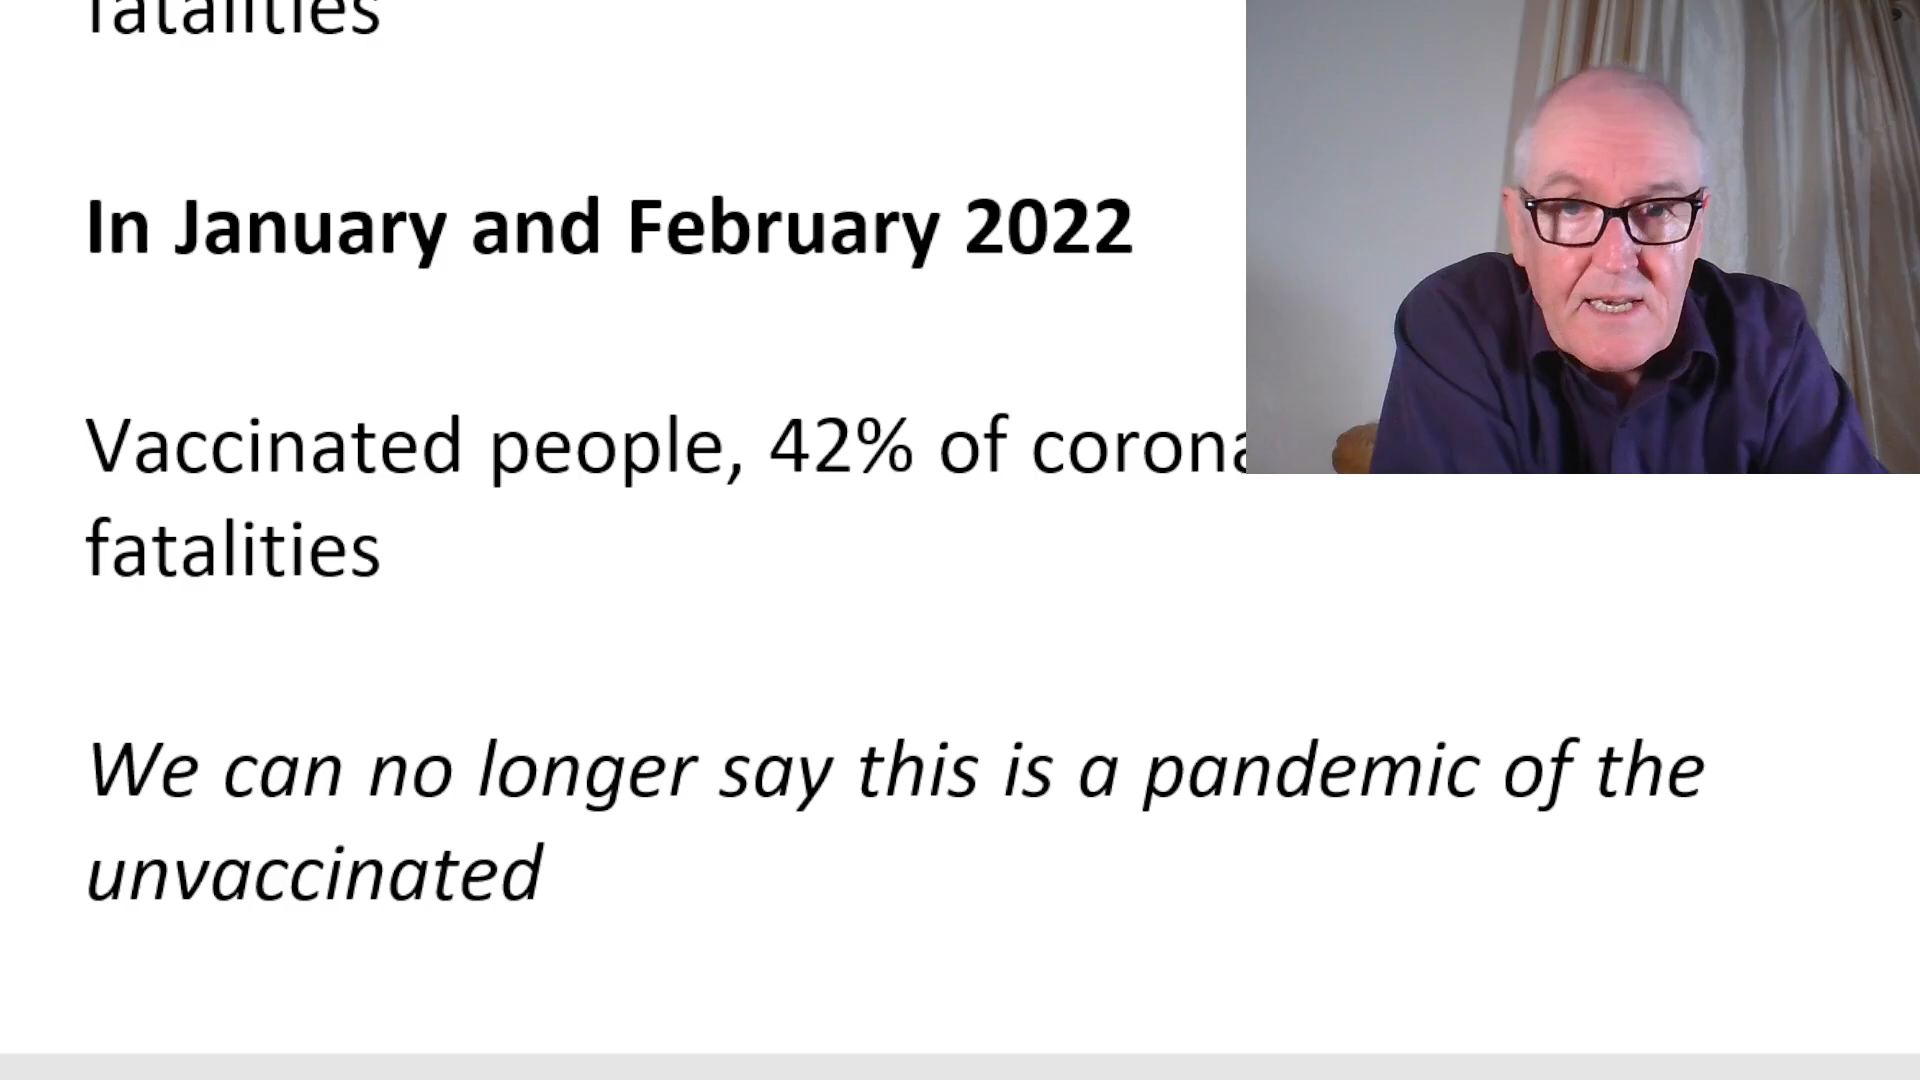 fatalities
In January and February 2022
Vaccinated people, 42% of corona
fatalities
We can no longer say this is a pandemic of the
unvaccinated